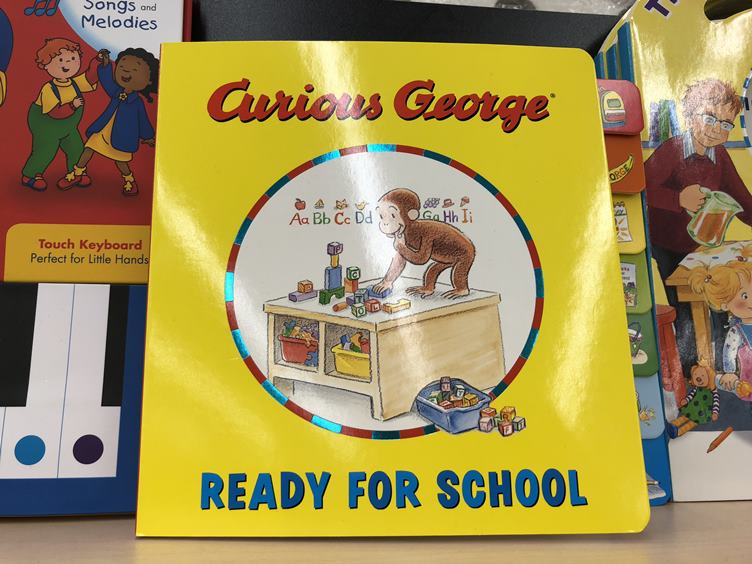 Songs and
Melodies
Touch Keyboard
Perfect for Little Hands
Curious George®
Aa Bb Cc Dd Gg Hh Ii
READY FOR SCHOOL